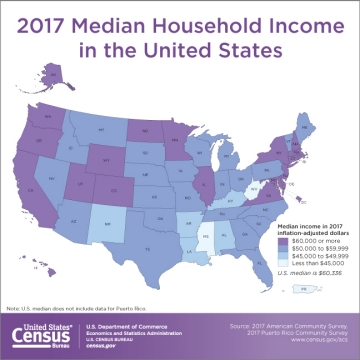 2017 Median Household Income
in the United States
Median income in 2017
inflation-adjusted dollars
$60,000 or more
$50,000 to $59,999
$45,000 to $49,999
Less than $45,000
U.S. median is $60,336
Note: U.S. median does not include data for Puerto Rico.
United States®
Census
Bureau
U.S. Department of Commerce
Economics and Statistics Administration
U.S. CENSUS BUREAU
census.gov
Source: 2017 American Community Survey,
2017 Puerto Rico Community Survey
www.census.gov/acs